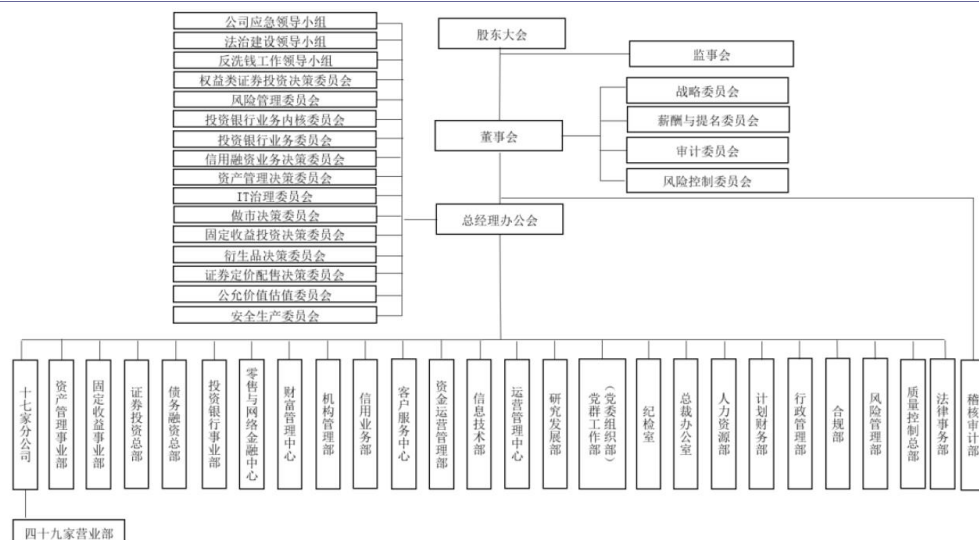 公司应急领导小组
法治建设领导小组
反洗钱工作领导小组
权益类证券投资决策委员会
风险管理委员会
投资银行业务内核委员会
投资银行业务委员会
信用融资业务决策委员会
资产管理决策委员会
IT治理委员会
做市决策委员会
固定收益投资决策委员会
衍生品决策委员会
证券定价配售决策委员会
公允价值估值委员会
安全生产委员会
股东大会
监事会
董事会
战略委员会
薪酬与提名委员会
审计委员会
风险控制委员会
总经理办公会
十七家分公司
资产管理事业部
固定收益事业部
证券投资总部
债务融资总部
投资银行事业部
零售与网络金融中心
财富管理中心
机构管理部
信用业务部
客户服务中心
资金运营管理部
信息技术部
运营管理中心
研究发展部
（党委组织部）
党群工作部
纪检室
总裁办公室
人力资源部
计划财务部
行政管理部
合规部
风险管理部
质量控制总部
法律事务部
稽核审计部
四十九家营业部